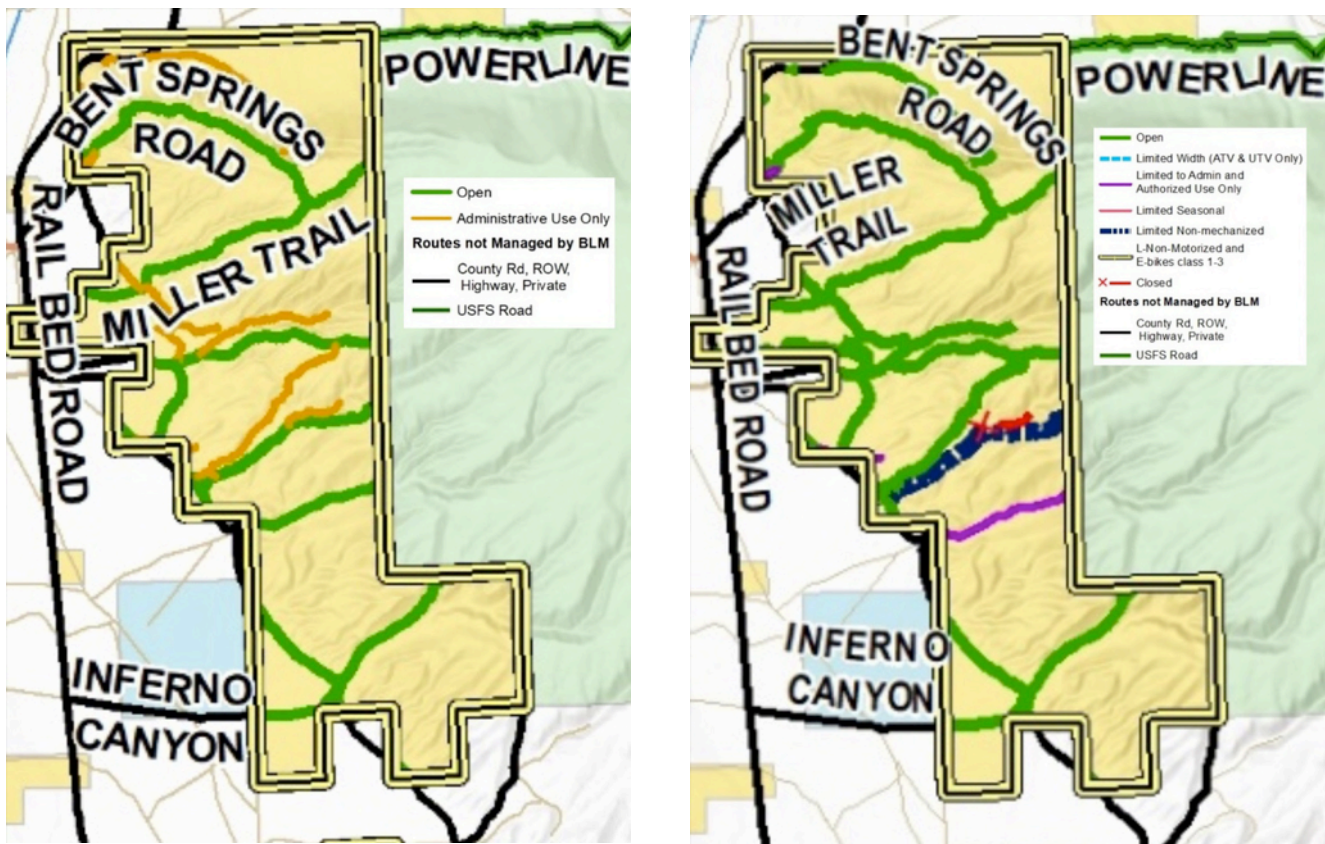 BENT SPRINGS
ROAD
POWERLINE
RAIL BED ROAD
MILLER TRAIL
INFERNO
CANYON
Open
Administrative Use Only
Routes not Managed by BLM
County Rd, ROW,
Highway, Private
USFS Road
BENT SPRINGS
ROAD
POWERLINE
MILLER
TRAIL
RAIL BED ROAD
INFERNO
CANYON
Open
Limited Width (ATV & UTV Only)
Limited to Admin and
Authorized Use Only
Limited Seasonal
Limited Non-mechanized
L-Non-Motorized and
E-bikes class 1-3
Closed
Routes not Managed by BLM
County Rd, ROW,
Highway, Private
USFS Road